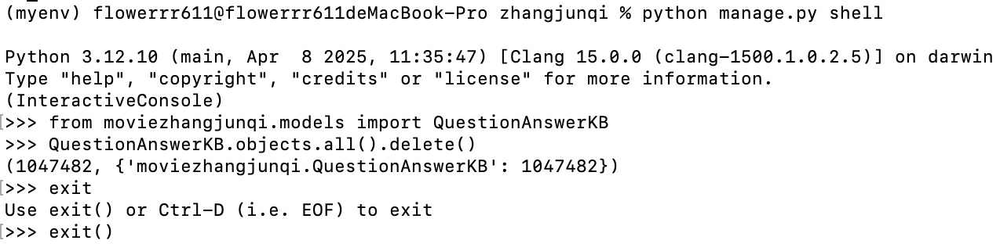 (myenv) flowerrr611@flowerrr611deMacBook-Pro zhangjunqi % python manage.py shell
Python 3.12.10 (main, Apr  8 2025, 11:35:47) [Clang 15.0.0 (clang-1500.1.0.2.5)] on darwin
Type "help", "copyright", "credits" or "license" for more information.
(InteractiveConsole)
[>>> from moviezhangjunqi.models import QuestionAnswerKB
>>> QuestionAnswerKB.objects.all().delete()
(1047482, {'moviezhangjunqi.QuestionAnswerKB': 1047482})
[>>> exit
Use exit() or Ctrl-D (i.e. EOF) to exit
[>>> exit()